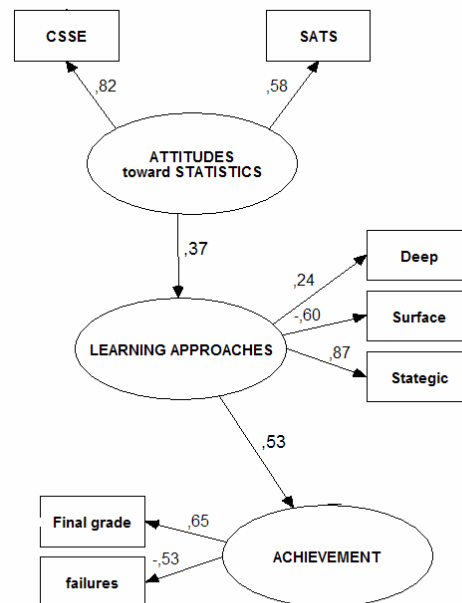 CSSE
SATS
,82
,58
ATTITUDES
toward STATISTICS
,37
Deep
,24
-,60
Surface
LEARNING APPROACHES
,87
Stategic
,53
Final grade
,65
ACHIEVEMENT
-,53
failures